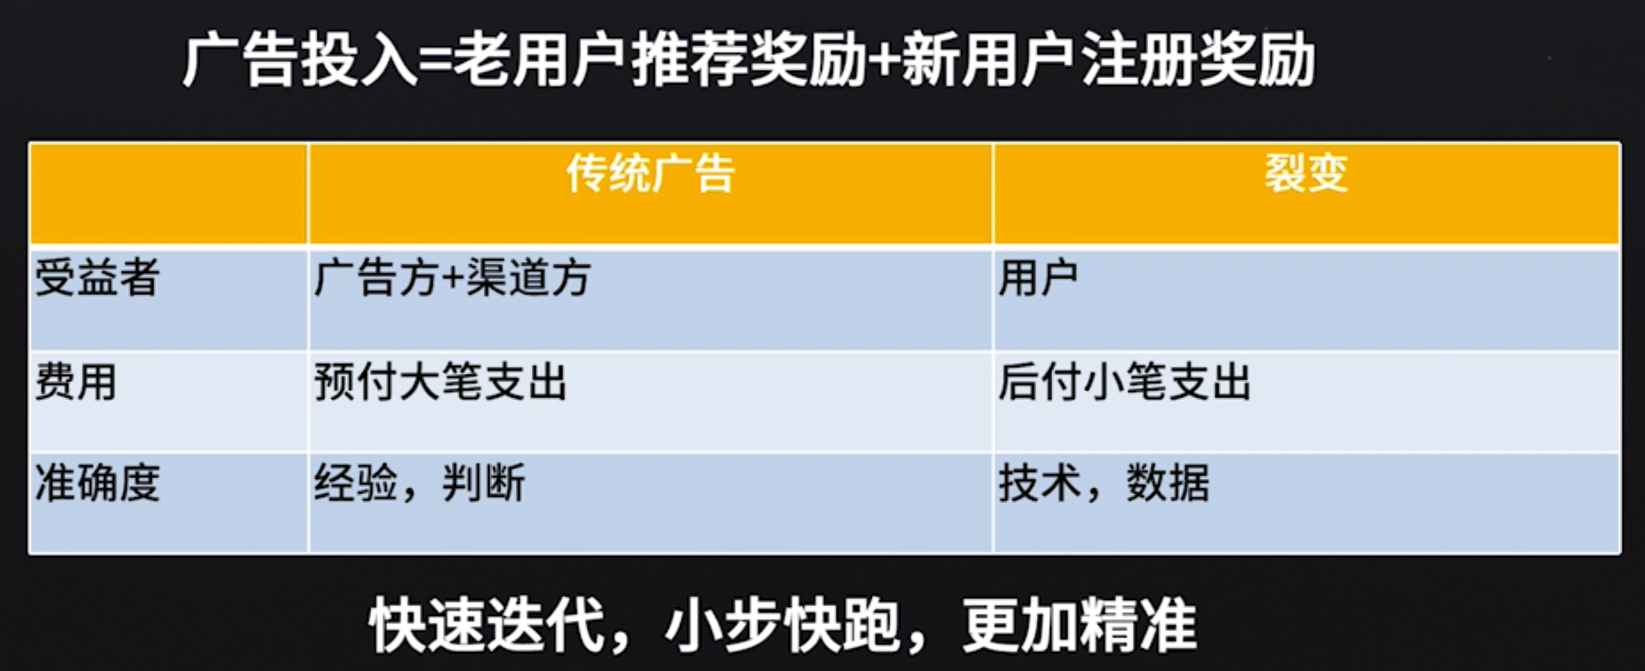 广告投入=老用户推荐奖励+新用户注册奖励
传统广告 裂变
受益者 广告方+渠道方 用户
费用 预付大笔支出 后付小笔支出
准确度 经验，判断 技术，数据
快速迭代，小步快跑，更加精准